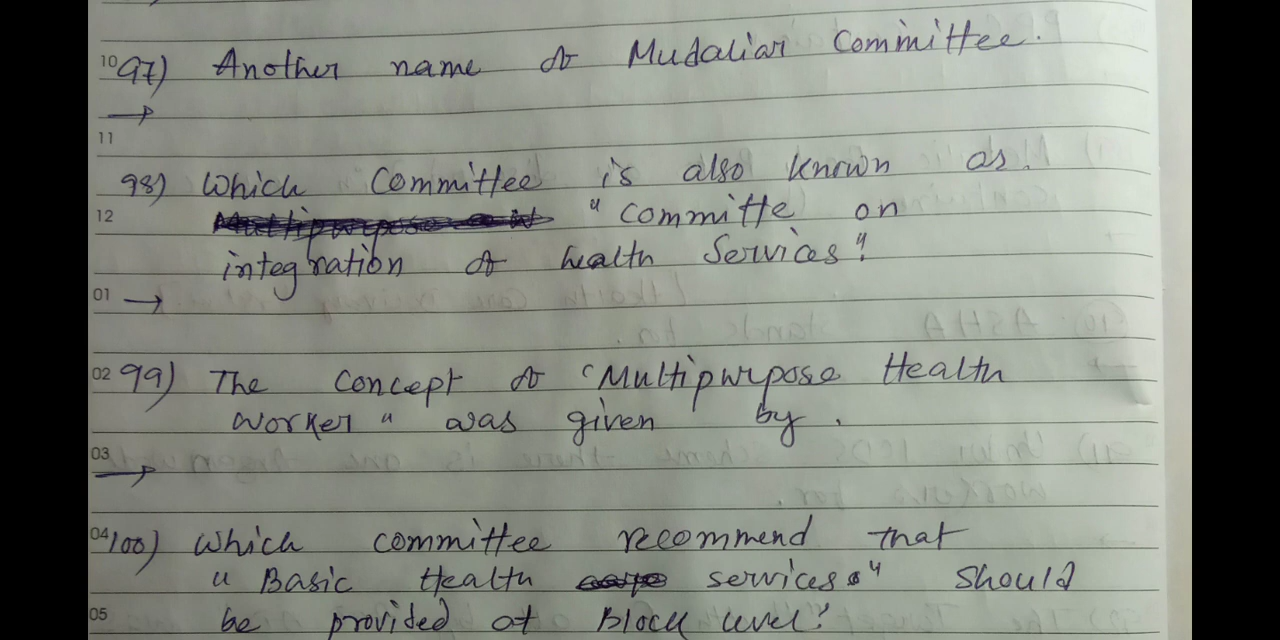 10 97) Another name of Mudaliar Committee.
→
11
98) Which Committee is also known as.
12 " Committe on
integration of health Services"?
01 →
02 99) The Concept of "Multipurpose Health
Worker" was given by.
03 →
04 100) Which committee recommend that
" Basic Health services" should
05 be provided at Block level?